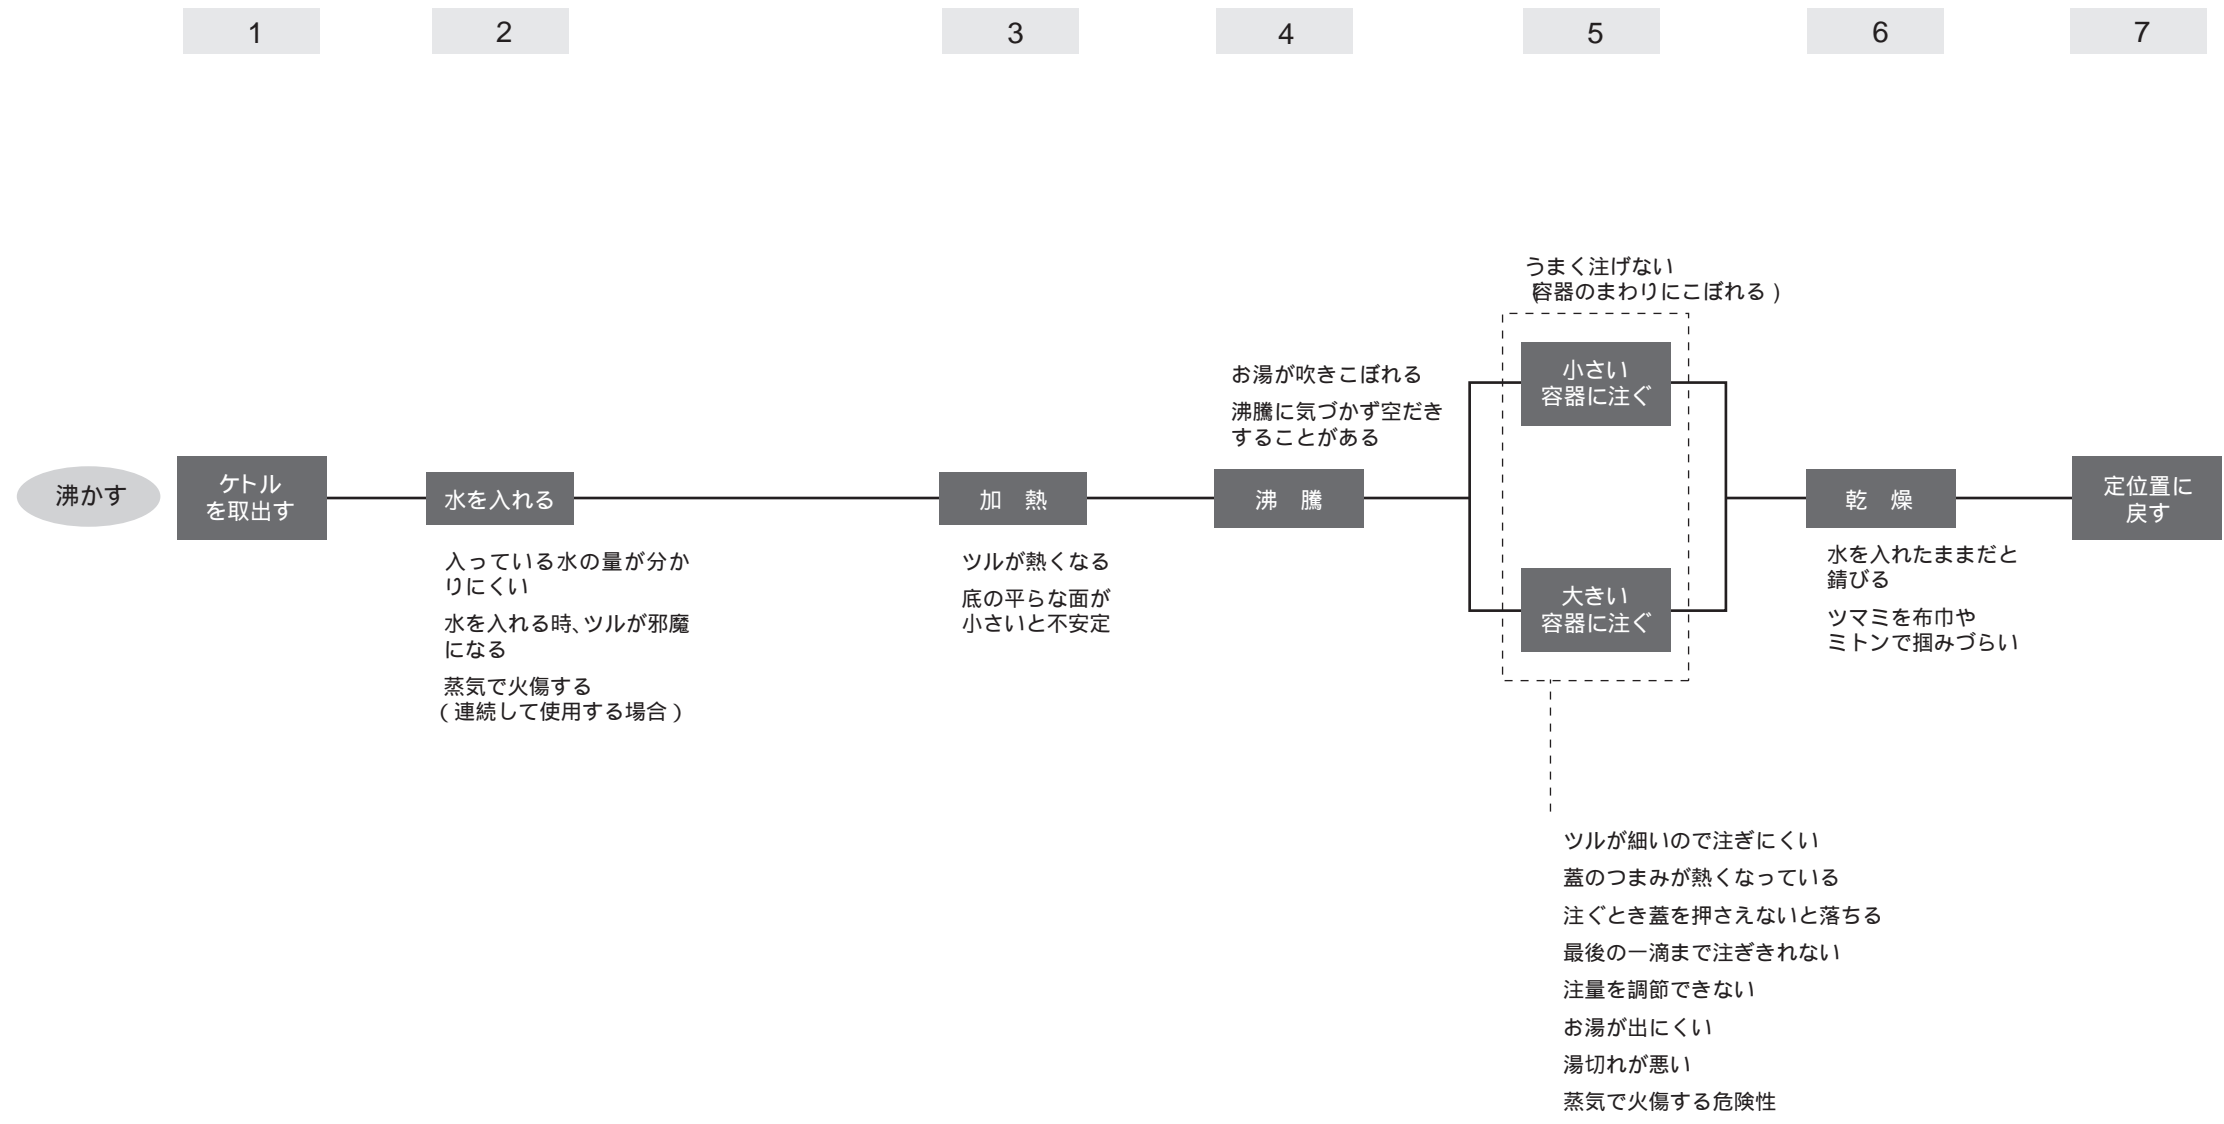 1
2
3
4
5
6
7
沸かす
ケトル
を取出す
水を入れる
入っている水の量が分か
りにくい
水を入れる時、ツルが邪魔
になる
蒸気で火傷する
(連続して使用する場合)
加 熱
ツルが熱くなる
底の平らな面が
小さいと不安定
お湯が吹きこぼれる
沸騰に気づかず空だき
することがある
沸 騰
うまく注げない
(容器のまわりにこぼれる)
小さい
容器に注ぐ
大きい
容器に注ぐ
ツルが細いので注ぎにくい
蓋のつまみが熱くなっている
注ぐとき蓋を押さえないと落ちる
最後の一滴まで注ぎきれない
注量を調節できない
お湯が出にくい
湯切れが悪い
蒸気で火傷する危険性
乾 燥
水を入れたままだと
錆びる
ツマミを布巾や
ミトンで掴みづらい
定位置に
戻す